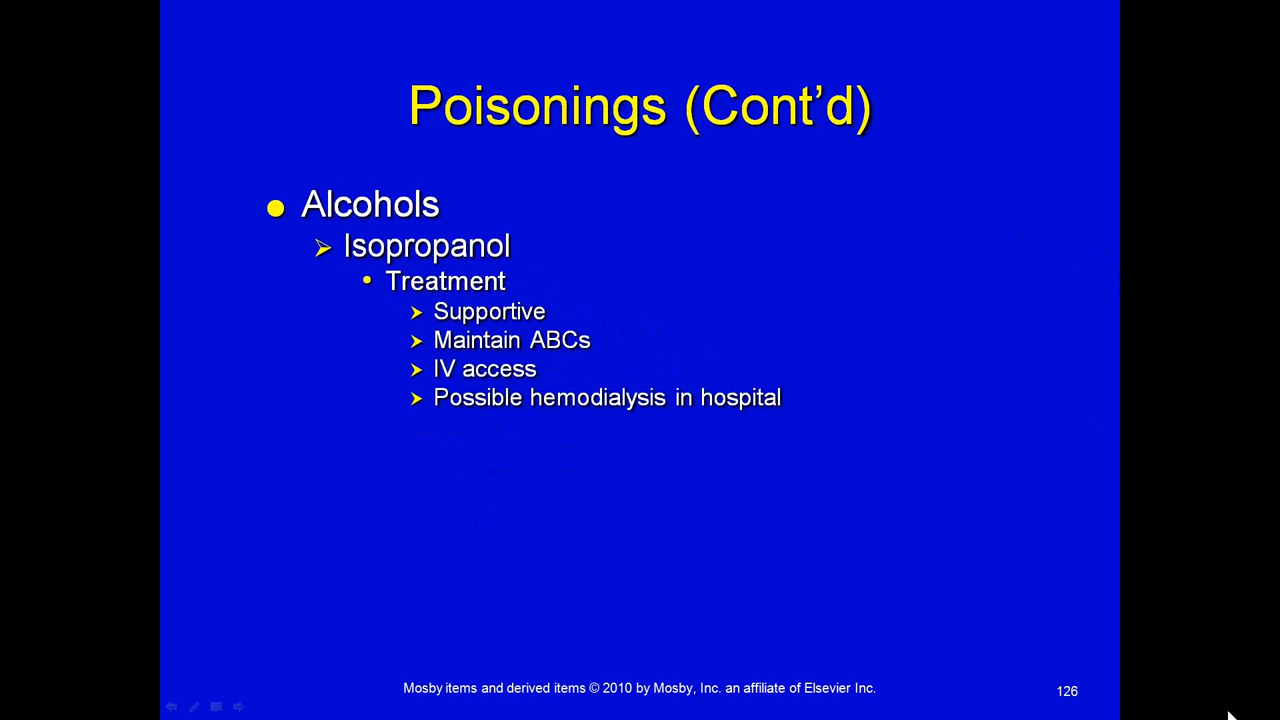 Poisonings (Cont’d)
Alcohols
Isopropanol
Treatment
Supportive
Maintain ABCs
IV access
Possible hemodialysis in hospital
Mosby items and derived items © 2010 by Mosby, Inc. an affiliate of Elsevier Inc.
126